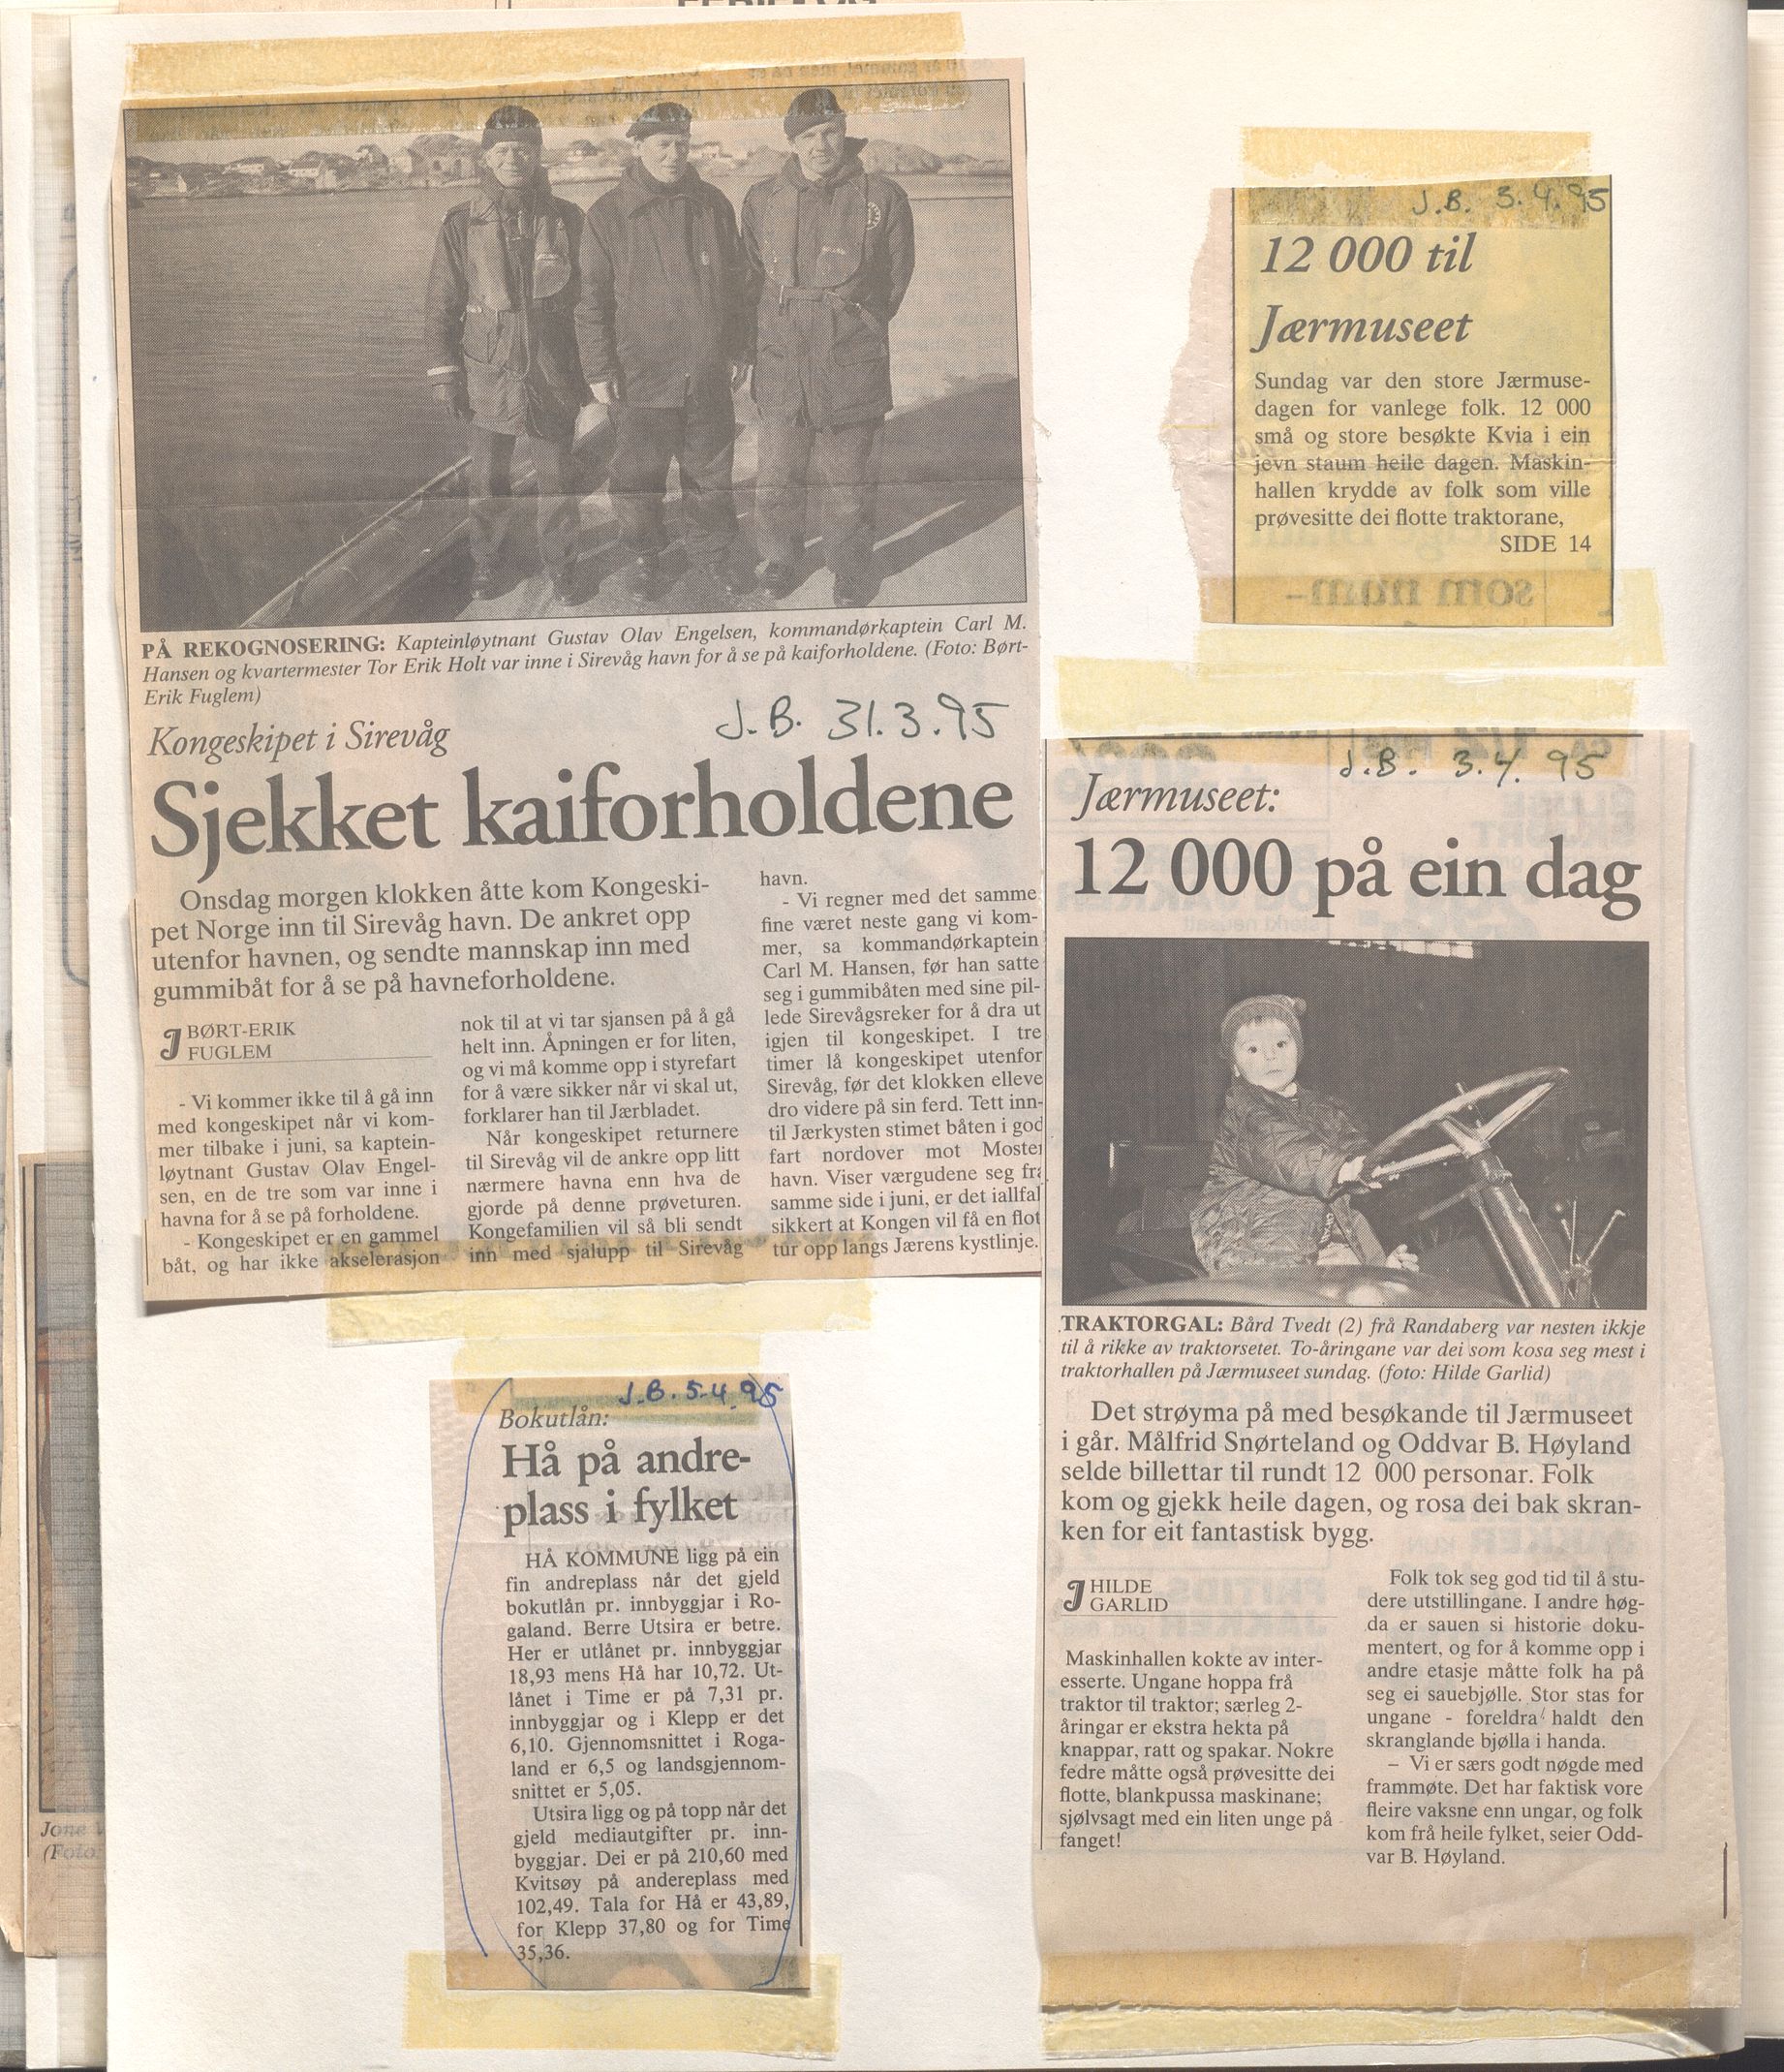 PÅ REKOGNOSERING: Kapteinløytnant Gustav Olav Engelsen, kommandørkaptein Carl M.
Hansen og kvartermester Tor Erik Holt var inne i Sirevåg havn for å se på kaiforholdene. (Foto: Børt-
Erik Fuglem)
J.B. 31.3.95
Kongeskipet i Sirevåg
Sjekket kaiforholdene
Onsdag morgen klokken åtte kom Kongeski-
pet Norge inn til Sirevåg havn. De ankret opp
utenfor havnen, og sendte mannskap inn med
gummibåt for å se på havneforholdene.
BØRT-ERIK
FUGLEM
- Vi kommer ikke til å gå inn
med kongeskipet når vi kom-
mer tilbake i juni, sa kaptein-
løytnant Gustav Olav Engel-
sen, en de tre som var inne i
havna for å se på forholdene.
- Kongeskipet er en gammel
båt, og har ikke akselerasjon
nok til at vi tar sjansen på å gå
helt inn. Åpningen er for liten,
og vi må komme opp i styrefart
for å være sikker når vi skal ut,
forklarer han til Jærbladet.
Når kongeskipet returnere
til Sirevåg vil de ankre opp litt
nærmere havna enn hva de
gjorde på denne prøveturen.
Kongefamilien vil så bli sendt
inn med sjalupp til Sirevåg
havn.
- Vi regner med det samme
fine været neste gang vi kom-
mer, sa kommandørkaptein
Carl M. Hansen, før han satte
seg i gummibåten med sine pil-
lede Sirevågsreker for å dra ut
igjen til kongeskipet. I tre
timer lå kongeskipet utenfor
Sirevåg, før det klokken elleve
dro videre på sin ferd. Tett inn-
til Jærkysten stimet båten i god
fart nordover mot Moster
havn. Viser værgudene seg fra
samme side i juni, er det iallfal
sikkert at Kongen vil få en flot
tur opp langs Jærens kystlinje.
J.B. 3.4.95
12 000 til
Jærmuseet
Sundag var den store Jærmuse-
dagen for vanlege folk. 12 000
små og store besøkte Kvia i ein
jevn staum heile dagen. Maskin-
hallen krydde av folk som ville
prøvesitte dei flotte traktorane,
SIDE 14
J.B. 3.4.95
Jærmuseet:
12 000 på ein dag
TRAKTORGAL: Bård Tvedt (2) frå Randaberg var nesten ikkje
til å rikke av traktorsetet. To-åringane var dei som kosa seg mest i
traktorhallen på Jærmuseet sundag. (foto: Hilde Garlid)
Det strøyma på med besøkande til Jærmuseet
i går. Målfrid Snørteland og Oddvar B. Høyland
selde billettar til rundt 12 000 personar. Folk
kom og gjekk heile dagen, og rosa dei bak skran-
ken for eit fantastisk bygg.
HILDE
GARLID
Maskinhallen kokte av inter-
esserte. Ungane hoppa frå
traktor til traktor; særleg 2-
åringar er ekstra hekta på
knappar, ratt og spakar. Nokre
fedre måtte også prøvesitte dei
flotte, blankpussa maskinane;
sjølvsagt med ein liten unge på
fanget!
Folk tok seg god tid til å stu-
dere utstillingane. I andre høg-
da er sauen si historie doku-
mentert, og for å komme opp i
andre etasje måtte folk ha på
seg ei sauebjølle. Stor stas for
ungane - foreldra haldt den
skranglande bjølla i handa.
– Vi er særs godt nøgde med
frammøte. Det har faktisk vore
fleire vaksne enn ungar, og folk
kom frå heile fylket, seier Odd-
var B. Høyland.
J.B. 5.4.95
Bokutlån:
Hå på andre-
plass i fylket
HÅ KOMMUNE ligg på ein
fin andreplass når det gjeld
bokutlån pr. innbyggjar i Ro-
galand. Berre Utsira er betre.
Her er utlånet pr. innbyggjar
18,93 mens Hå har 10,72. Ut-
lånet i Time er på 7,31 pr.
innbyggjar og i Klepp er det
6,10. Gjennomsnittet i Roga-
land er 6,5 og landsgjennom-
snittet er 5,05.
Utsira ligg og på topp når det
gjeld mediautgifter pr. inn-
byggjar. Dei er på 210,60 med
Kvitsøy på andereplass med
102,49. Tala for Hå er 43,89,
for Klepp 37,80 og for Time
35,36.
Jone
(Foto: